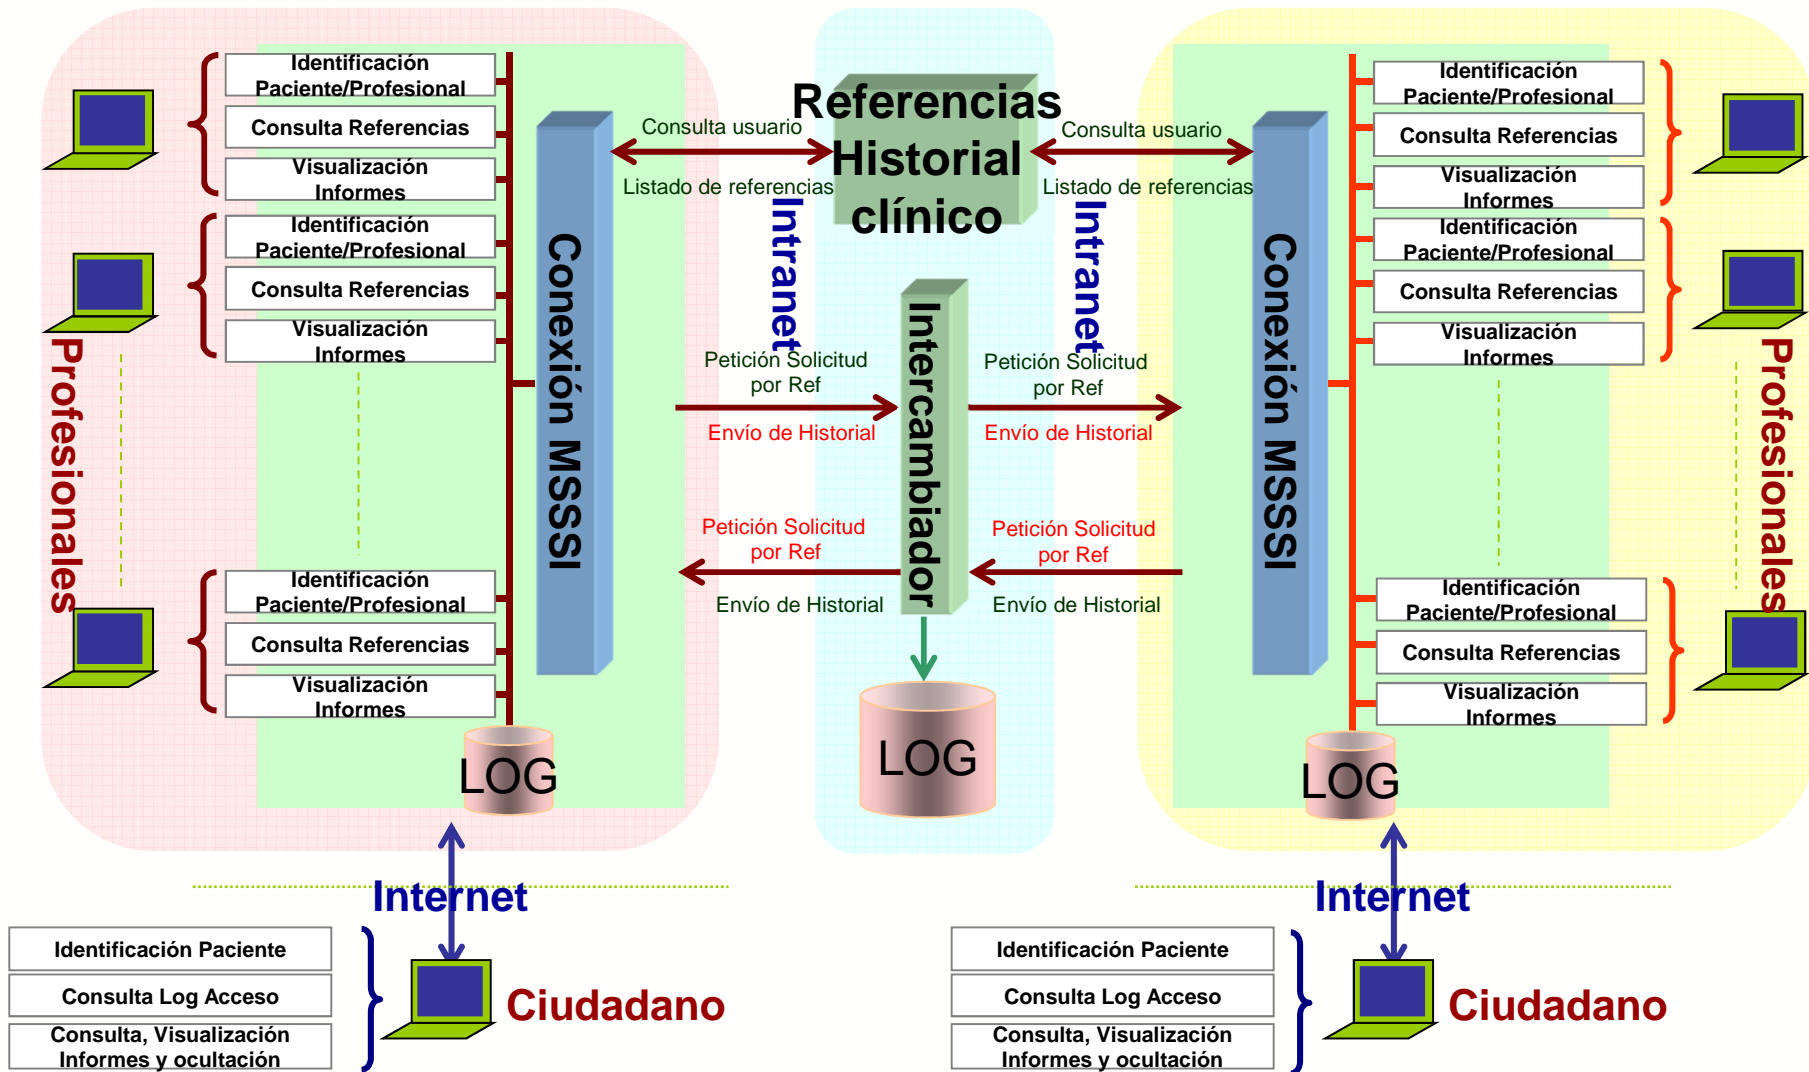 Identificación
Paciente/Profesional
Consulta Referencias
Visualización
Informes
Identificación
Paciente/Profesional
Consulta Referencias
Visualización
Informes
Identificación
Paciente/Profesional
Consulta Referencias
Visualización
Informes
Profesionales
Conexión MSSSI
LOG
Consulta usuario
Listado de referencias
Intranet
Referencias
Historial
clínico
Consulta usuario
Listado de referencias
Intranet
Petición Solicitud
por Ref
Envío de Historial
Petición Solicitud
por Ref
Envío de Historial
Intercambiador
Petición Solicitud
por Ref
Envío de Historial
Petición Solicitud
por Ref
Envío de Historial
LOG
Conexión MSSSI
Identificación
Paciente/Profesional
Consulta Referencias
Visualización
Informes
Identificación
Paciente/Profesional
Consulta Referencias
Visualización
Informes
Identificación
Paciente/Profesional
Consulta Referencias
Visualización
Informes
Profesionales
LOG
Internet
Identificación Paciente
Consulta Log Acceso
Consulta, Visualización
Informes y ocultación
Ciudadano
Internet
Identificación Paciente
Consulta Log Acceso
Consulta, Visualización
Informes y ocultación
Ciudadano